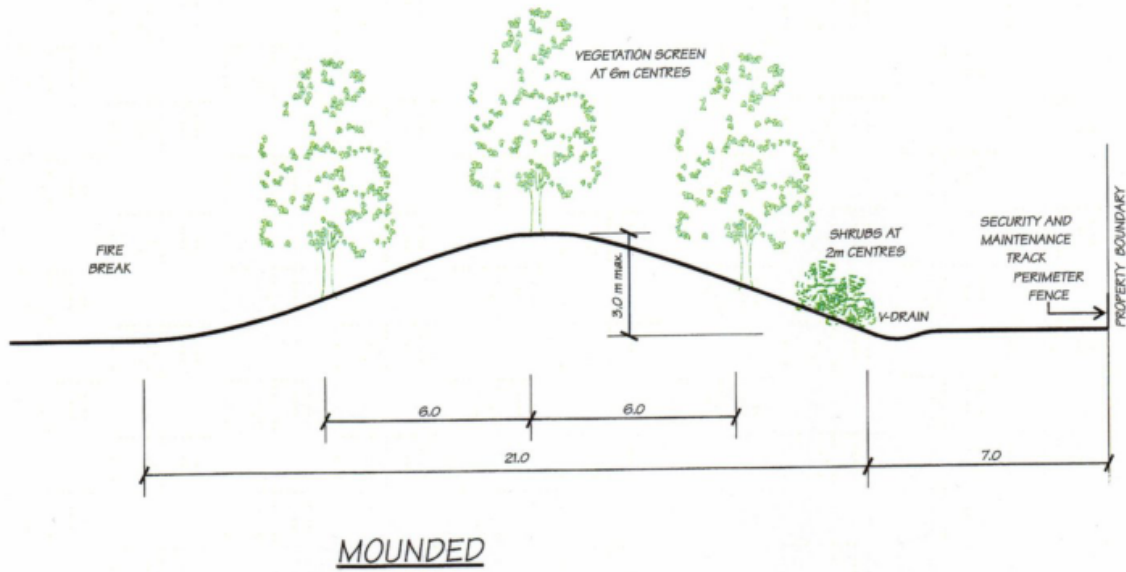 VEGETATION SCREEN
AT 6m CENTRES
FIRE
BREAK
SHRUBS AT
2m CENTRES
SECURITY AND
MAINTENANCE
TRACK
PERIMETER
FENCE
PROPERTY BOUNDARY
3.0 m max.
V-DRAIN
6.0
6.0
21.0
7.0
MOUNDED